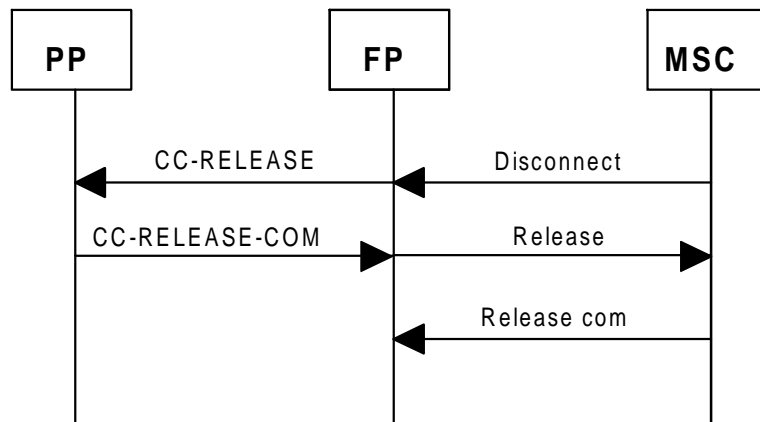 PP
FP
MSC
CC-RELEASE
Disconnect
CC-RELEASE-COM
Release
Release com